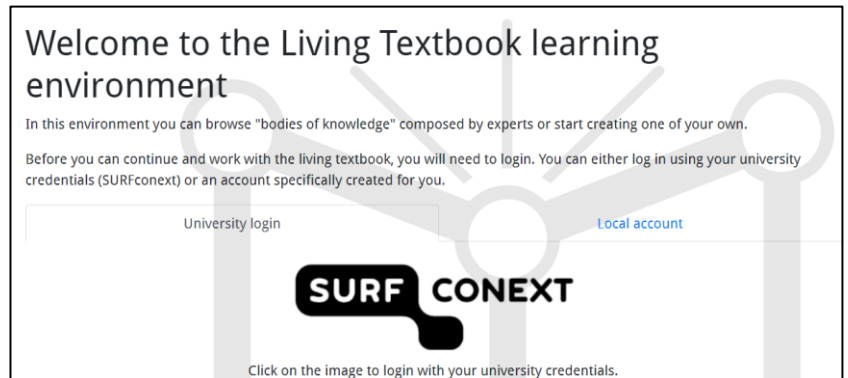 Welcome to the Living Textbook learning
environment
In this environment you can browse "bodies of knowledge" composed by experts or start creating one of your own.
Before you can continue and work with the living textbook, you will need to login. You can either log in using your university
credentials (SURFconext) or an account specifically created for you.
University login
Local account
SURF CONEXT
Click on the image to login with your university credentials.